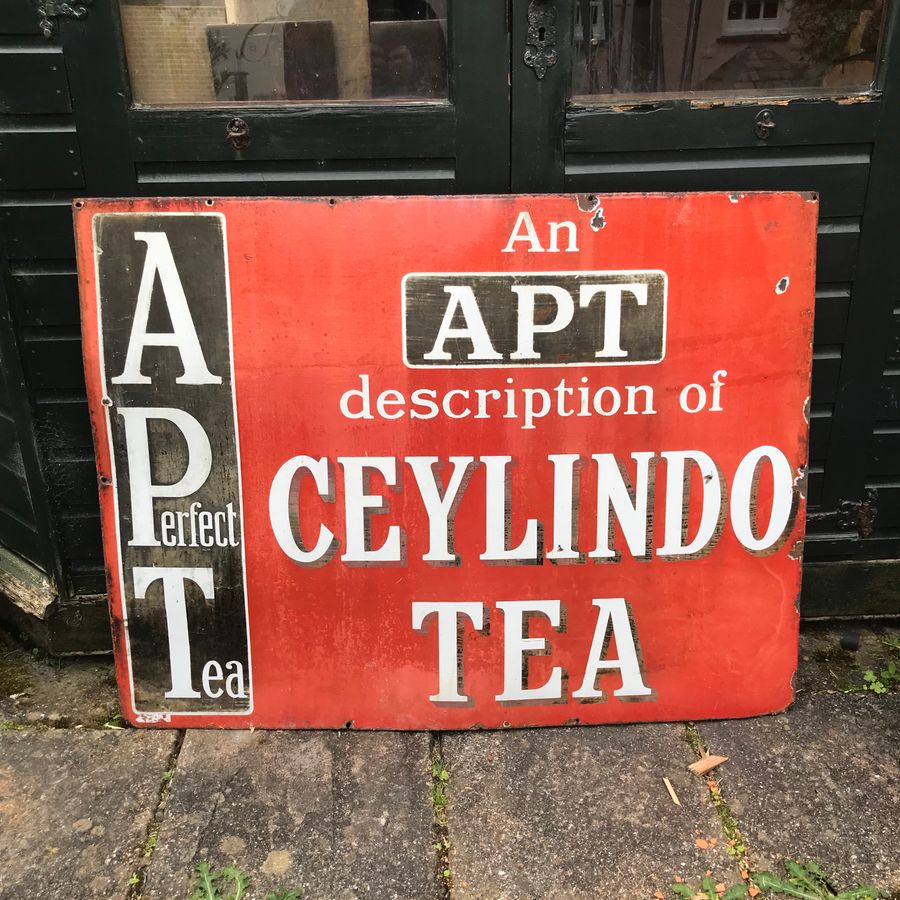 A
Perfect
Tea
An
APT
description of
CEYLINDO
TEA